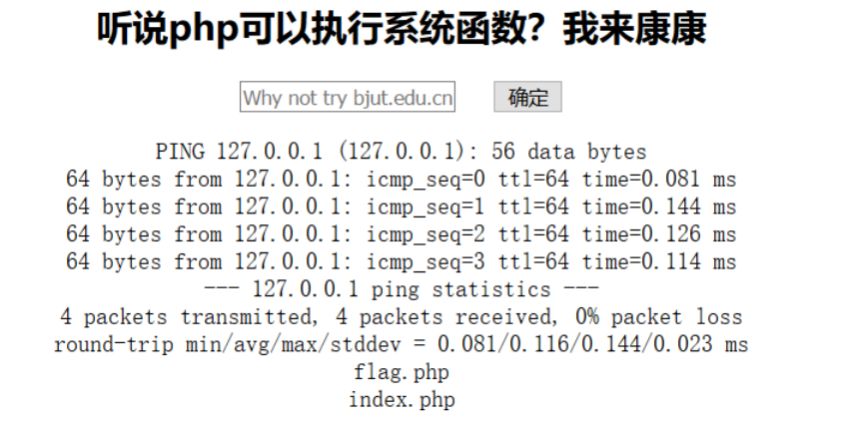 听说php可以执行系统函数？我来康康
Why not try bjut.edu.cn 确定
PING 127.0.0.1 (127.0.0.1): 56 data bytes
64 bytes from 127.0.0.1: icmp_seq=0 ttl=64 time=0.081 ms
64 bytes from 127.0.0.1: icmp_seq=1 ttl=64 time=0.144 ms
64 bytes from 127.0.0.1: icmp_seq=2 ttl=64 time=0.126 ms
64 bytes from 127.0.0.1: icmp_seq=3 ttl=64 time=0.114 ms
--- 127.0.0.1 ping statistics ---
4 packets transmitted, 4 packets received, 0% packet loss
round-trip min/avg/max/stddev = 0.081/0.116/0.144/0.023 ms
flag.php
index.php